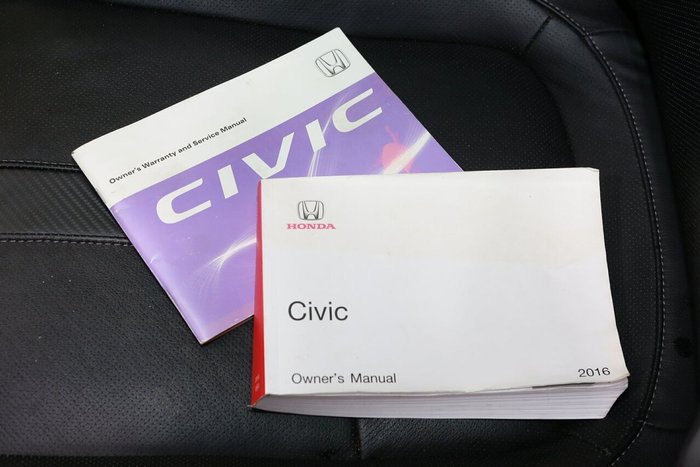 Owner's Warranty and Service Manual
CIVIC
HONDA
Civic
Owner's Manual
2016